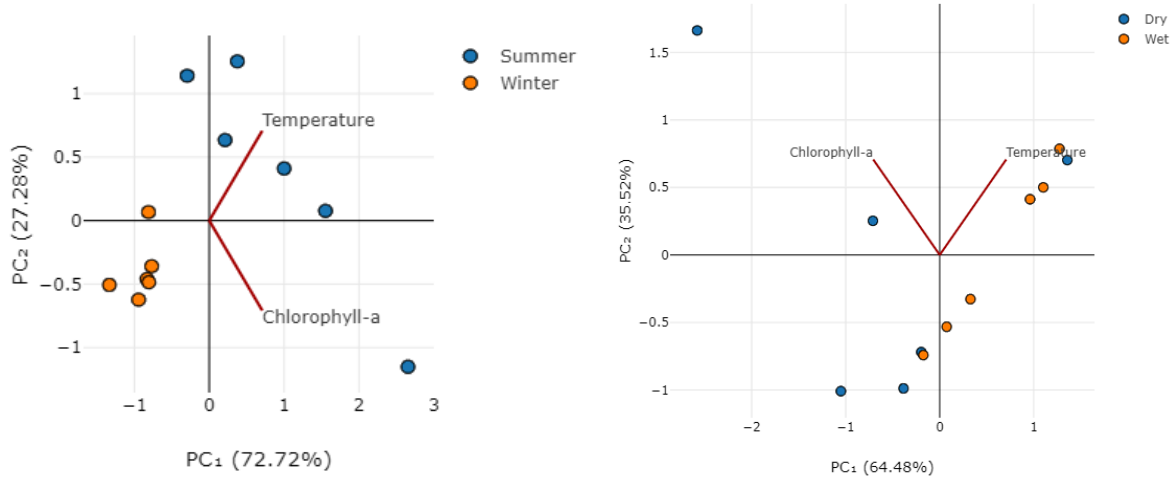 Summer
Winter
Temperature
Chlorophyll-a
PC₂ (27.28%)
1
0.5
0
−0.5
−1
−1
0
1
2
3
PC₁ (72.72%)
Dry
Wet
Chlorophyll-a
Temperature
PC₂ (35.52%)
1.5
1
0.5
0
−0.5
−1
−2
−1
0
1
PC₁ (64.48%)